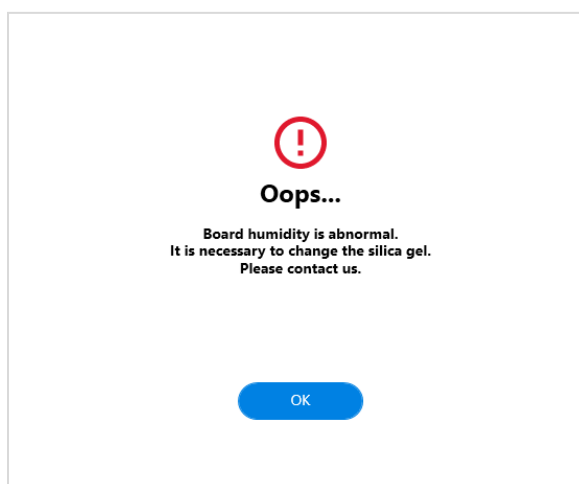 Oops...
Board humidity is abnormal.
It is necessary to change the silica gel.
Please contact us.
OK